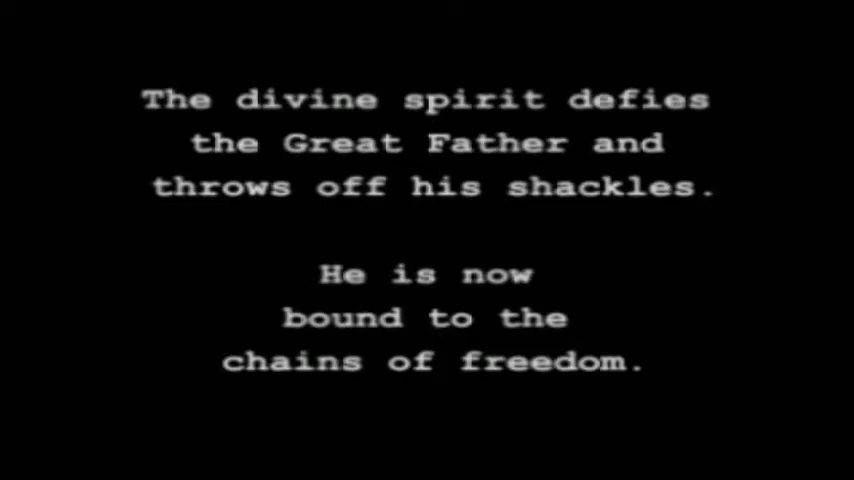 The divine spirit defies
the Great Father and
throws off his shackles.
He is now
bound to the
chains of freedom.